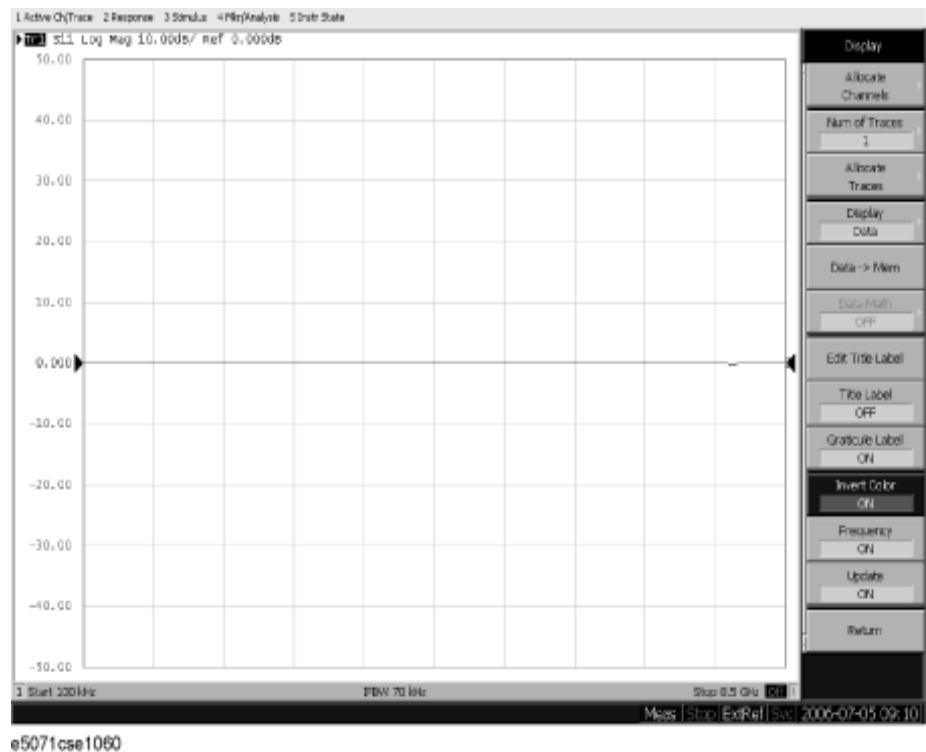 1 Active Ch/Trace 2 Response 3 Stimulus 4 Mkr/Analysis 5 Instr State
Tr1 S11 Log Mag 10.00dB/ Ref 0.000dB
50.00
40.00
30.00
20.00
10.00
0.000
-10.00
-20.00
-30.00
-40.00
-50.00
1 Start 100 kHz IFBW 70 kHz Stop 8.5 GHz Off
Meas Stop ExtRef Svc 2006-07-05 09:10
Display
Allocate
Channels
Num of Traces
1
Allocate
Traces
Display
Data
Data -> Mem
Data Math
OFF
Edit Title Label
Title Label
OFF
Graticule Label
ON
Invert Color
ON
Frequency
ON
Update
ON
Return
e5071cse1060